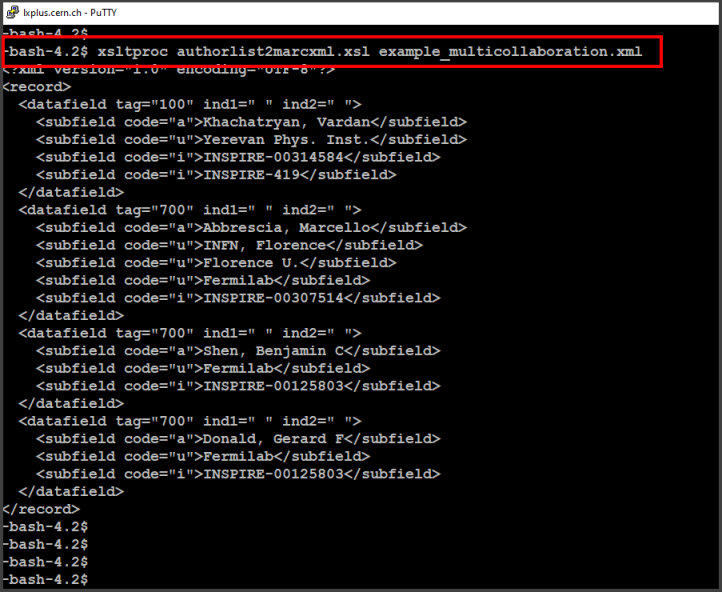 lxplus.cern.ch - PuTTY
-bash-4.2$
-bash-4.2$ xsltproc authorlist2marcxml.xsl example_multicollaboration.xml
<?xml version="1.0" encoding="UTF-8"?>
<record>
  <datafield tag="100" ind1=" " ind2=" ">
    <subfield code="a">Khachatryan, Vardan</subfield>
    <subfield code="u">Yerevan Phys. Inst.</subfield>
    <subfield code="i">INSPIRE-00314584</subfield>
    <subfield code="i">INSPIRE-419</subfield>
  </datafield>
  <datafield tag="700" ind1=" " ind2=" ">
    <subfield code="a">Abbrescia, Marcello</subfield>
    <subfield code="u">INFN, Florence</subfield>
    <subfield code="u">Florence U.</subfield>
    <subfield code="u">Fermilab</subfield>
    <subfield code="i">INSPIRE-00307514</subfield>
  </datafield>
  <datafield tag="700" ind1=" " ind2=" ">
    <subfield code="a">Shen, Benjamin C</subfield>
    <subfield code="u">Fermilab</subfield>
    <subfield code="i">INSPIRE-00125803</subfield>
  </datafield>
  <datafield tag="700" ind1=" " ind2=" ">
    <subfield code="a">Donald, Gerard F</subfield>
    <subfield code="u">Fermilab</subfield>
    <subfield code="i">INSPIRE-00125803</subfield>
  </datafield>
</record>
-bash-4.2$
-bash-4.2$
-bash-4.2$
-bash-4.2$